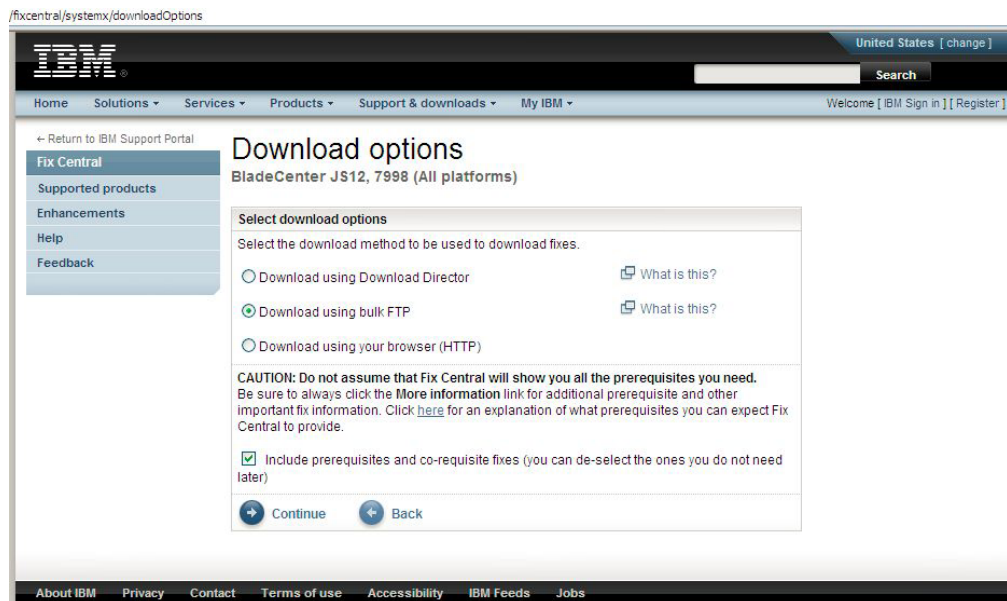 /fixcentral/systemx/downloadOptions
United States [ change ]
IBM®
Search
Home Solutions Services Products Support & downloads My IBM
Welcome [ IBM Sign in ] [ Register ]
← Return to IBM Support Portal
Fix Central
Supported products
Enhancements
Help
Feedback
Download options
BladeCenter JS12, 7998 (All platforms)
Select download options
Select the download method to be used to download fixes.
Download using Download Director What is this?
Download using bulk FTP What is this?
Download using your browser (HTTP)
CAUTION: Do not assume that Fix Central will show you all the prerequisites you need.
Be sure to always click the More information link for additional prerequisite and other
important fix information. Click here for an explanation of what prerequisites you can expect Fix
Central to provide.
Include prerequisites and co-requisite fixes (you can de-select the ones you do not need
later)
Continue Back
About IBM Privacy Contact Terms of use Accessibility IBM Feeds Jobs